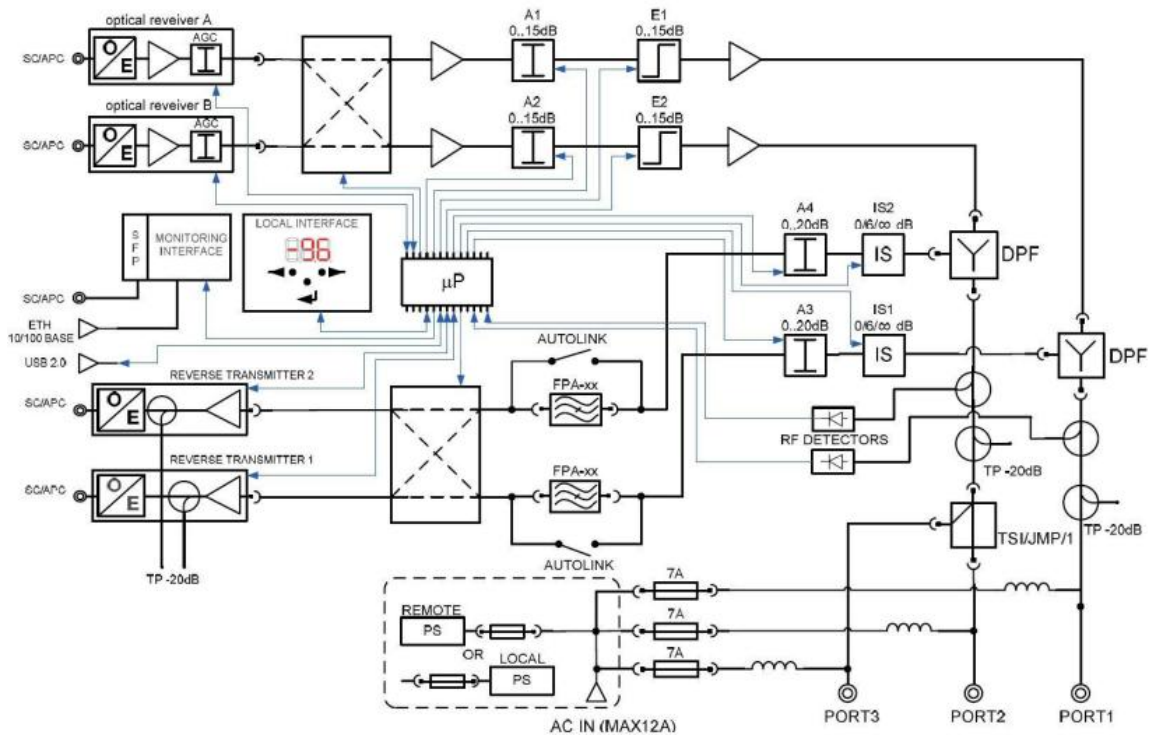 optical reveiver A
AGC
SC/APC
O
E
A1
0..15dB
E1
0..15dB
optical reveiver B
AGC
SC/APC
O
E
A2
0..15dB
E2
0..15dB
SFP
MONITORING
INTERFACE
LOCAL INTERFACE
-9.6
μP
A4
0..20dB
IS2
0/6/∞ dB
IS
DPF
SC/APC
ETH
10/100 BASE
USB 2.0
A3
0..20dB
IS1
0/6/∞ dB
IS
DPF
AUTOLINK
FPA-xx
REVERSE TRANSMITTER 2
SC/APC
O
E
RF DETECTORS
TP -20dB
REVERSE TRANSMITTER 1
SC/APC
O
E
FPA-xx
AUTOLINK
TP -20dB
TSI/JMP/1
TP -20dB
REMOTE
PS
OR
LOCAL
PS
AC IN (MAX12A)
7A
7A
7A
PORT3
PORT2
PORT1